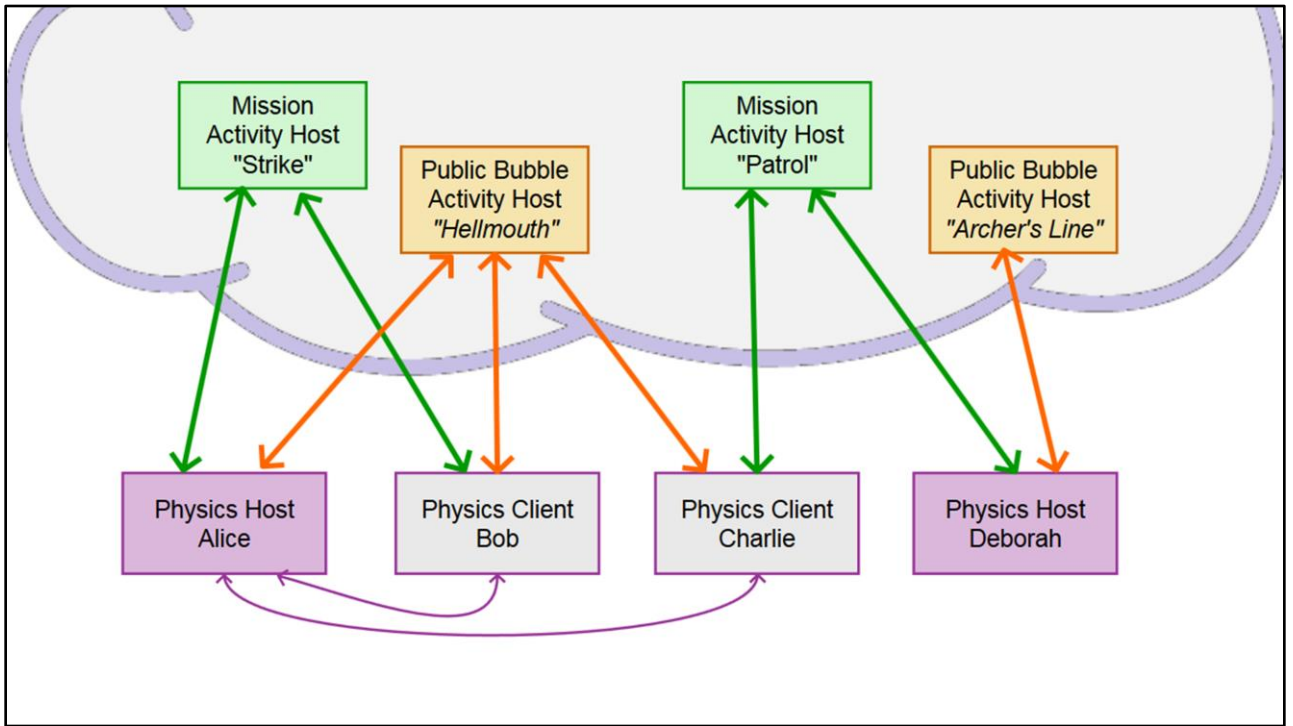 Mission
Activity Host
"Strike"
Public Bubble
Activity Host
"Hellmouth"
Mission
Activity Host
"Patrol"
Public Bubble
Activity Host
"Archer's Line"
Physics Host
Alice
Physics Client
Bob
Physics Client
Charlie
Physics Host
Deborah